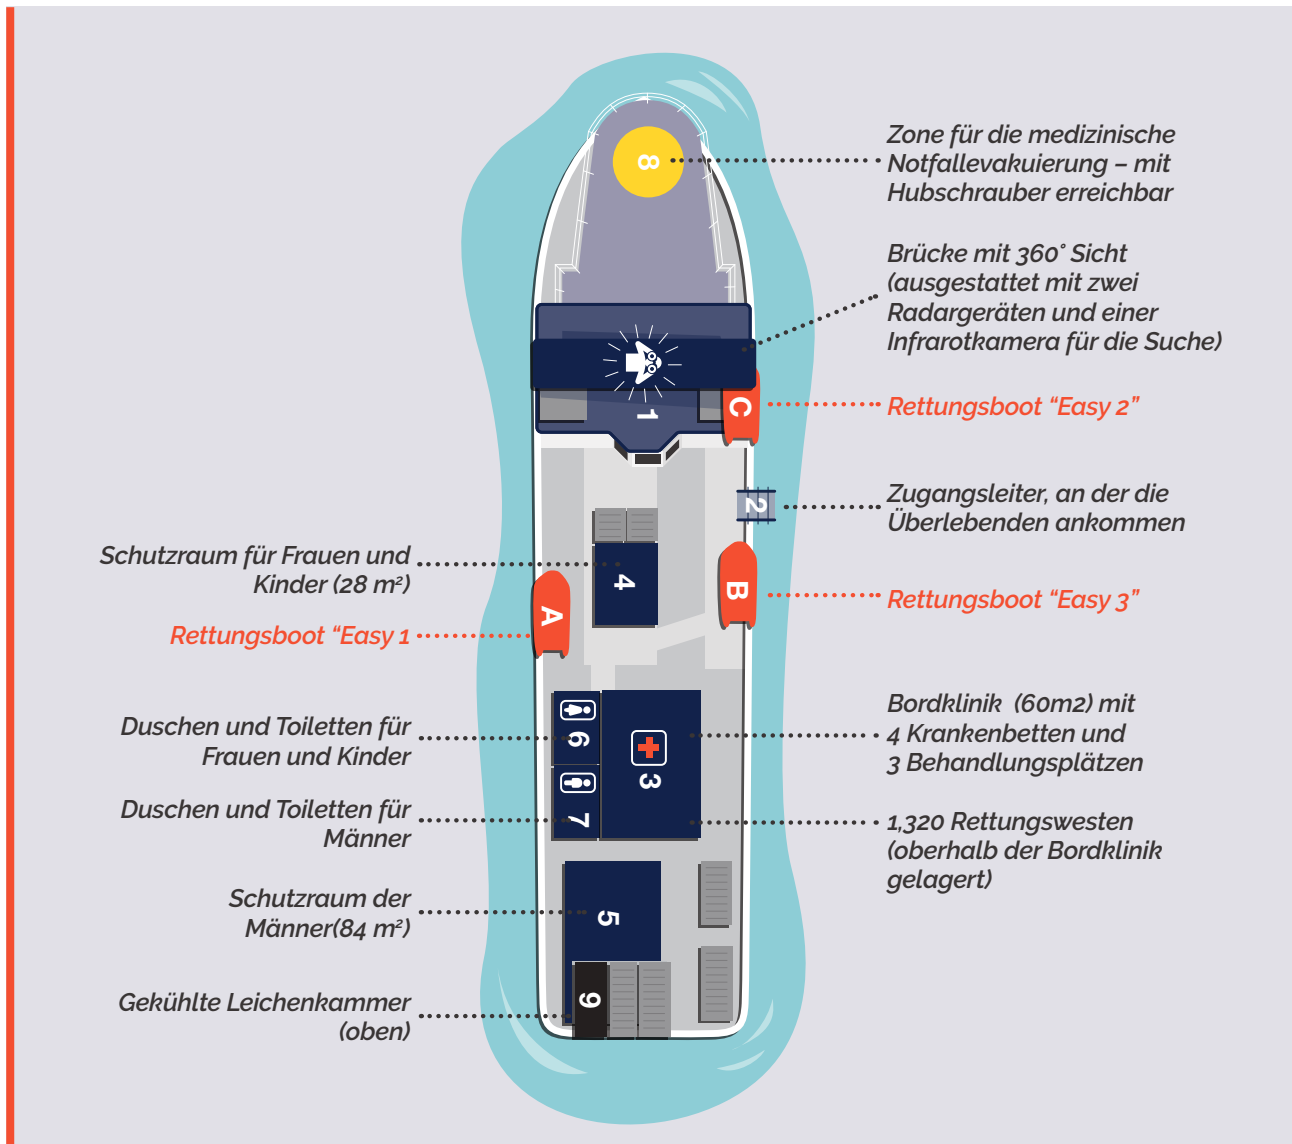 Zone für die medizinische
Notfallevakuierung – mit
Hubschrauber erreichbar
8
Brücke mit 360° Sicht
(ausgestattet mit zwei
Radargeräten und einer
Infrarotkamera für die Suche)
1
C
Rettungsboot “Easy 2”
2
Zugangsleiter, an der die
Überlebenden ankommen
Schutzraum für Frauen und
Kinder (28 m²)
4
B
Rettungsboot “Easy 3”
Rettungsboot “Easy 1
A
Duschen und Toiletten für
Frauen und Kinder
6
3
Bordklinik (60m2) mit
4 Krankenbetten und
3 Behandlungsplätzen
Duschen und Toiletten für
Männer
7
1,320 Rettungswesten
(oberhalb der Bordklinik
gelagert)
Schutzraum der
Männer(84 m²)
5
Gekühlte Leichenkammer
(oben)
9